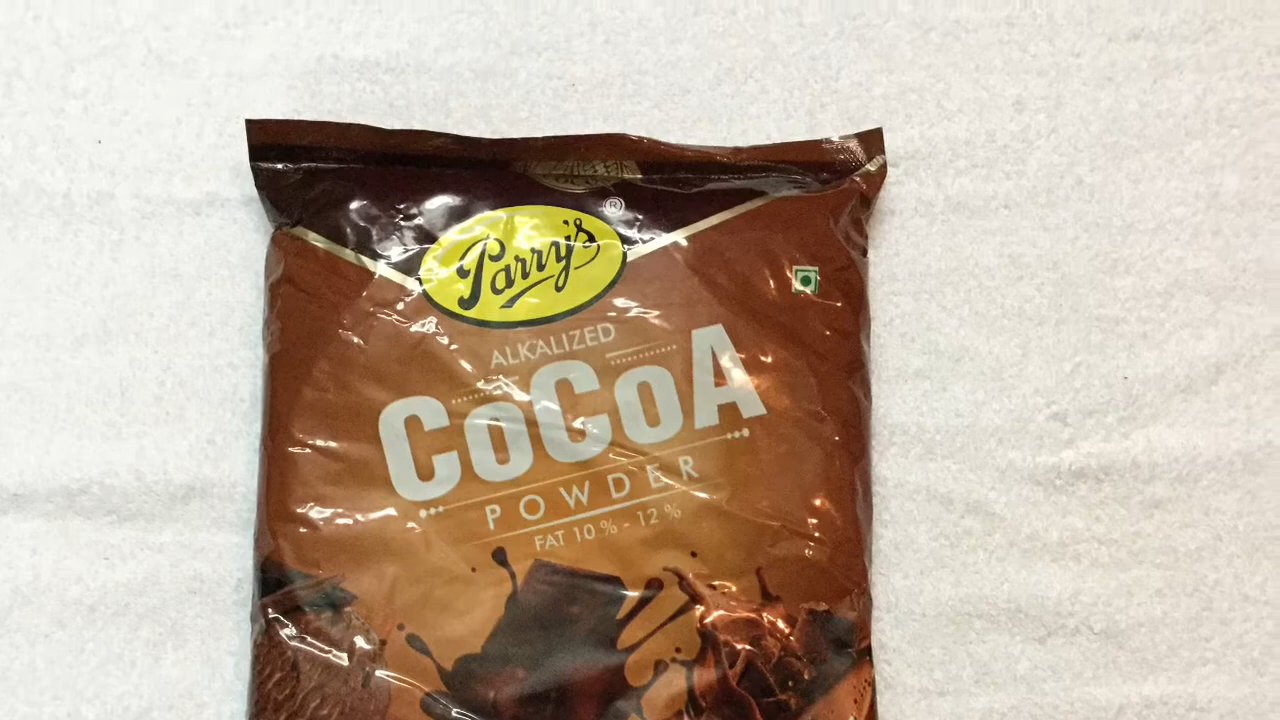 Parry's ®
ALKALIZED
CoCoA
POWDER
FAT 10 % - 12 %